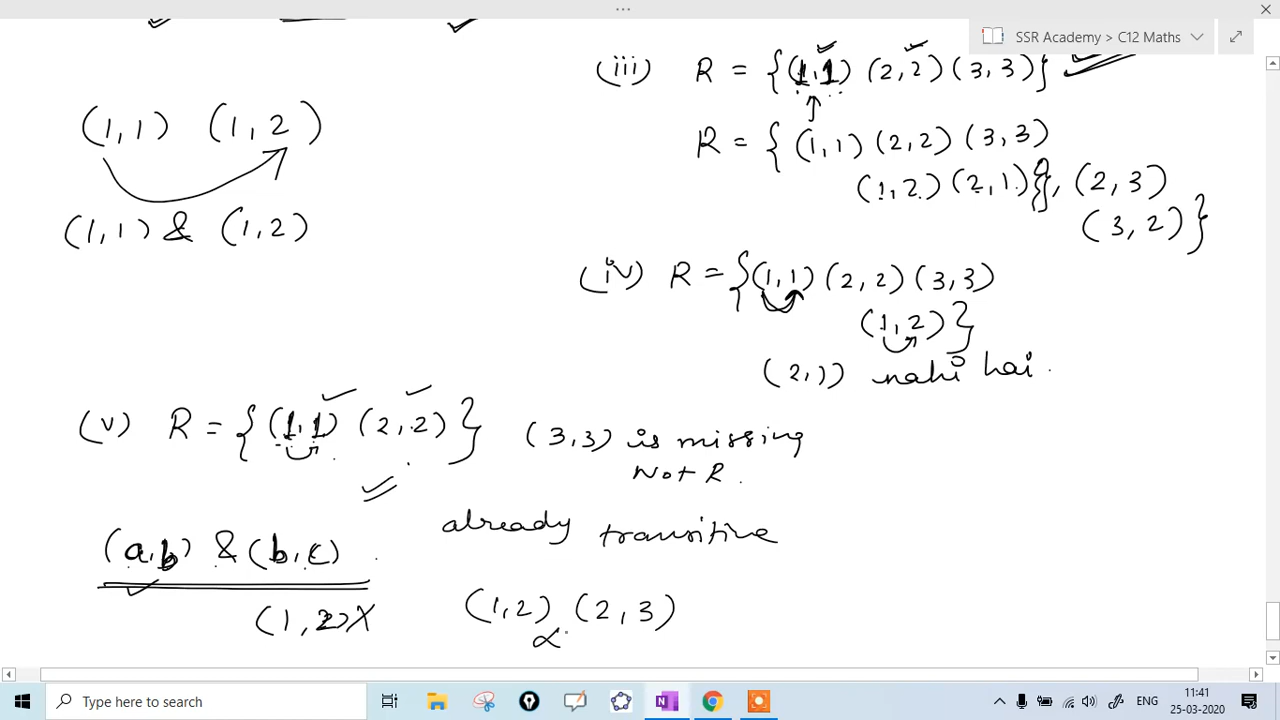 SSR Academy > C12 Maths
(iii) R = {(1,1) (2,2) (3,3)}
R = { (1,1) (2,2) (3,3)
(1,2) (2,1)}, (2,3)
(3,2)}
(1,1) (1,2)
(1,1) & (1,2)
(iv) R = {(1,1) (2,2) (3,3)
(1,2)}
(2,1) nahi hai.
(v) R = {(1,1) (2,2)}
(3,3) is missing
Not R.
already transitive
(a,b) & (b,c)
(1,2)X
(1,2) (2,3)
α
Type here to search
11:41
25-03-2020